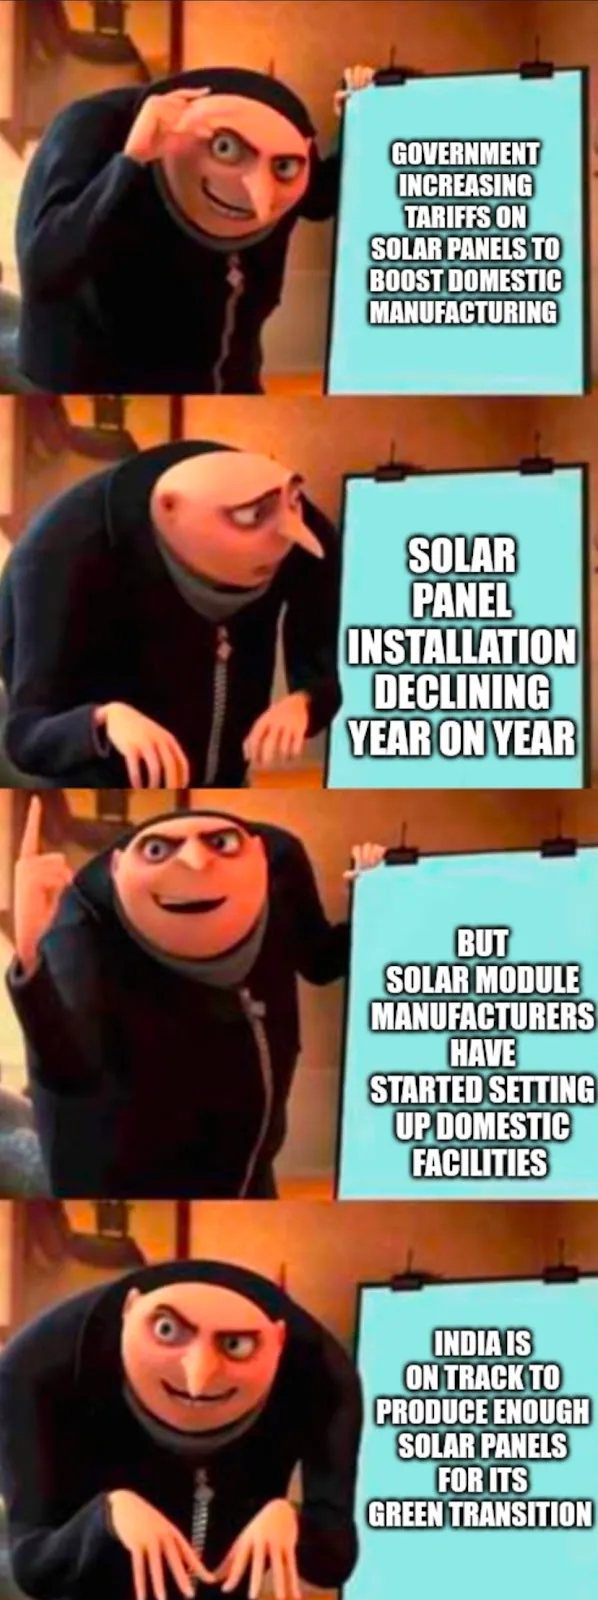 GOVERNMENT
INCREASING
TARIFFS ON
SOLAR PANELS TO
BOOST DOMESTIC
MANUFACTURING
SOLAR
PANEL
INSTALLATION
DECLINING
YEAR ON YEAR
BUT
SOLAR MODULE
MANUFACTURERS
HAVE
STARTED SETTING
UP DOMESTIC
FACILITIES
INDIA IS
ON TRACK TO
PRODUCE ENOUGH
SOLAR PANELS
FOR ITS
GREEN TRANSITION